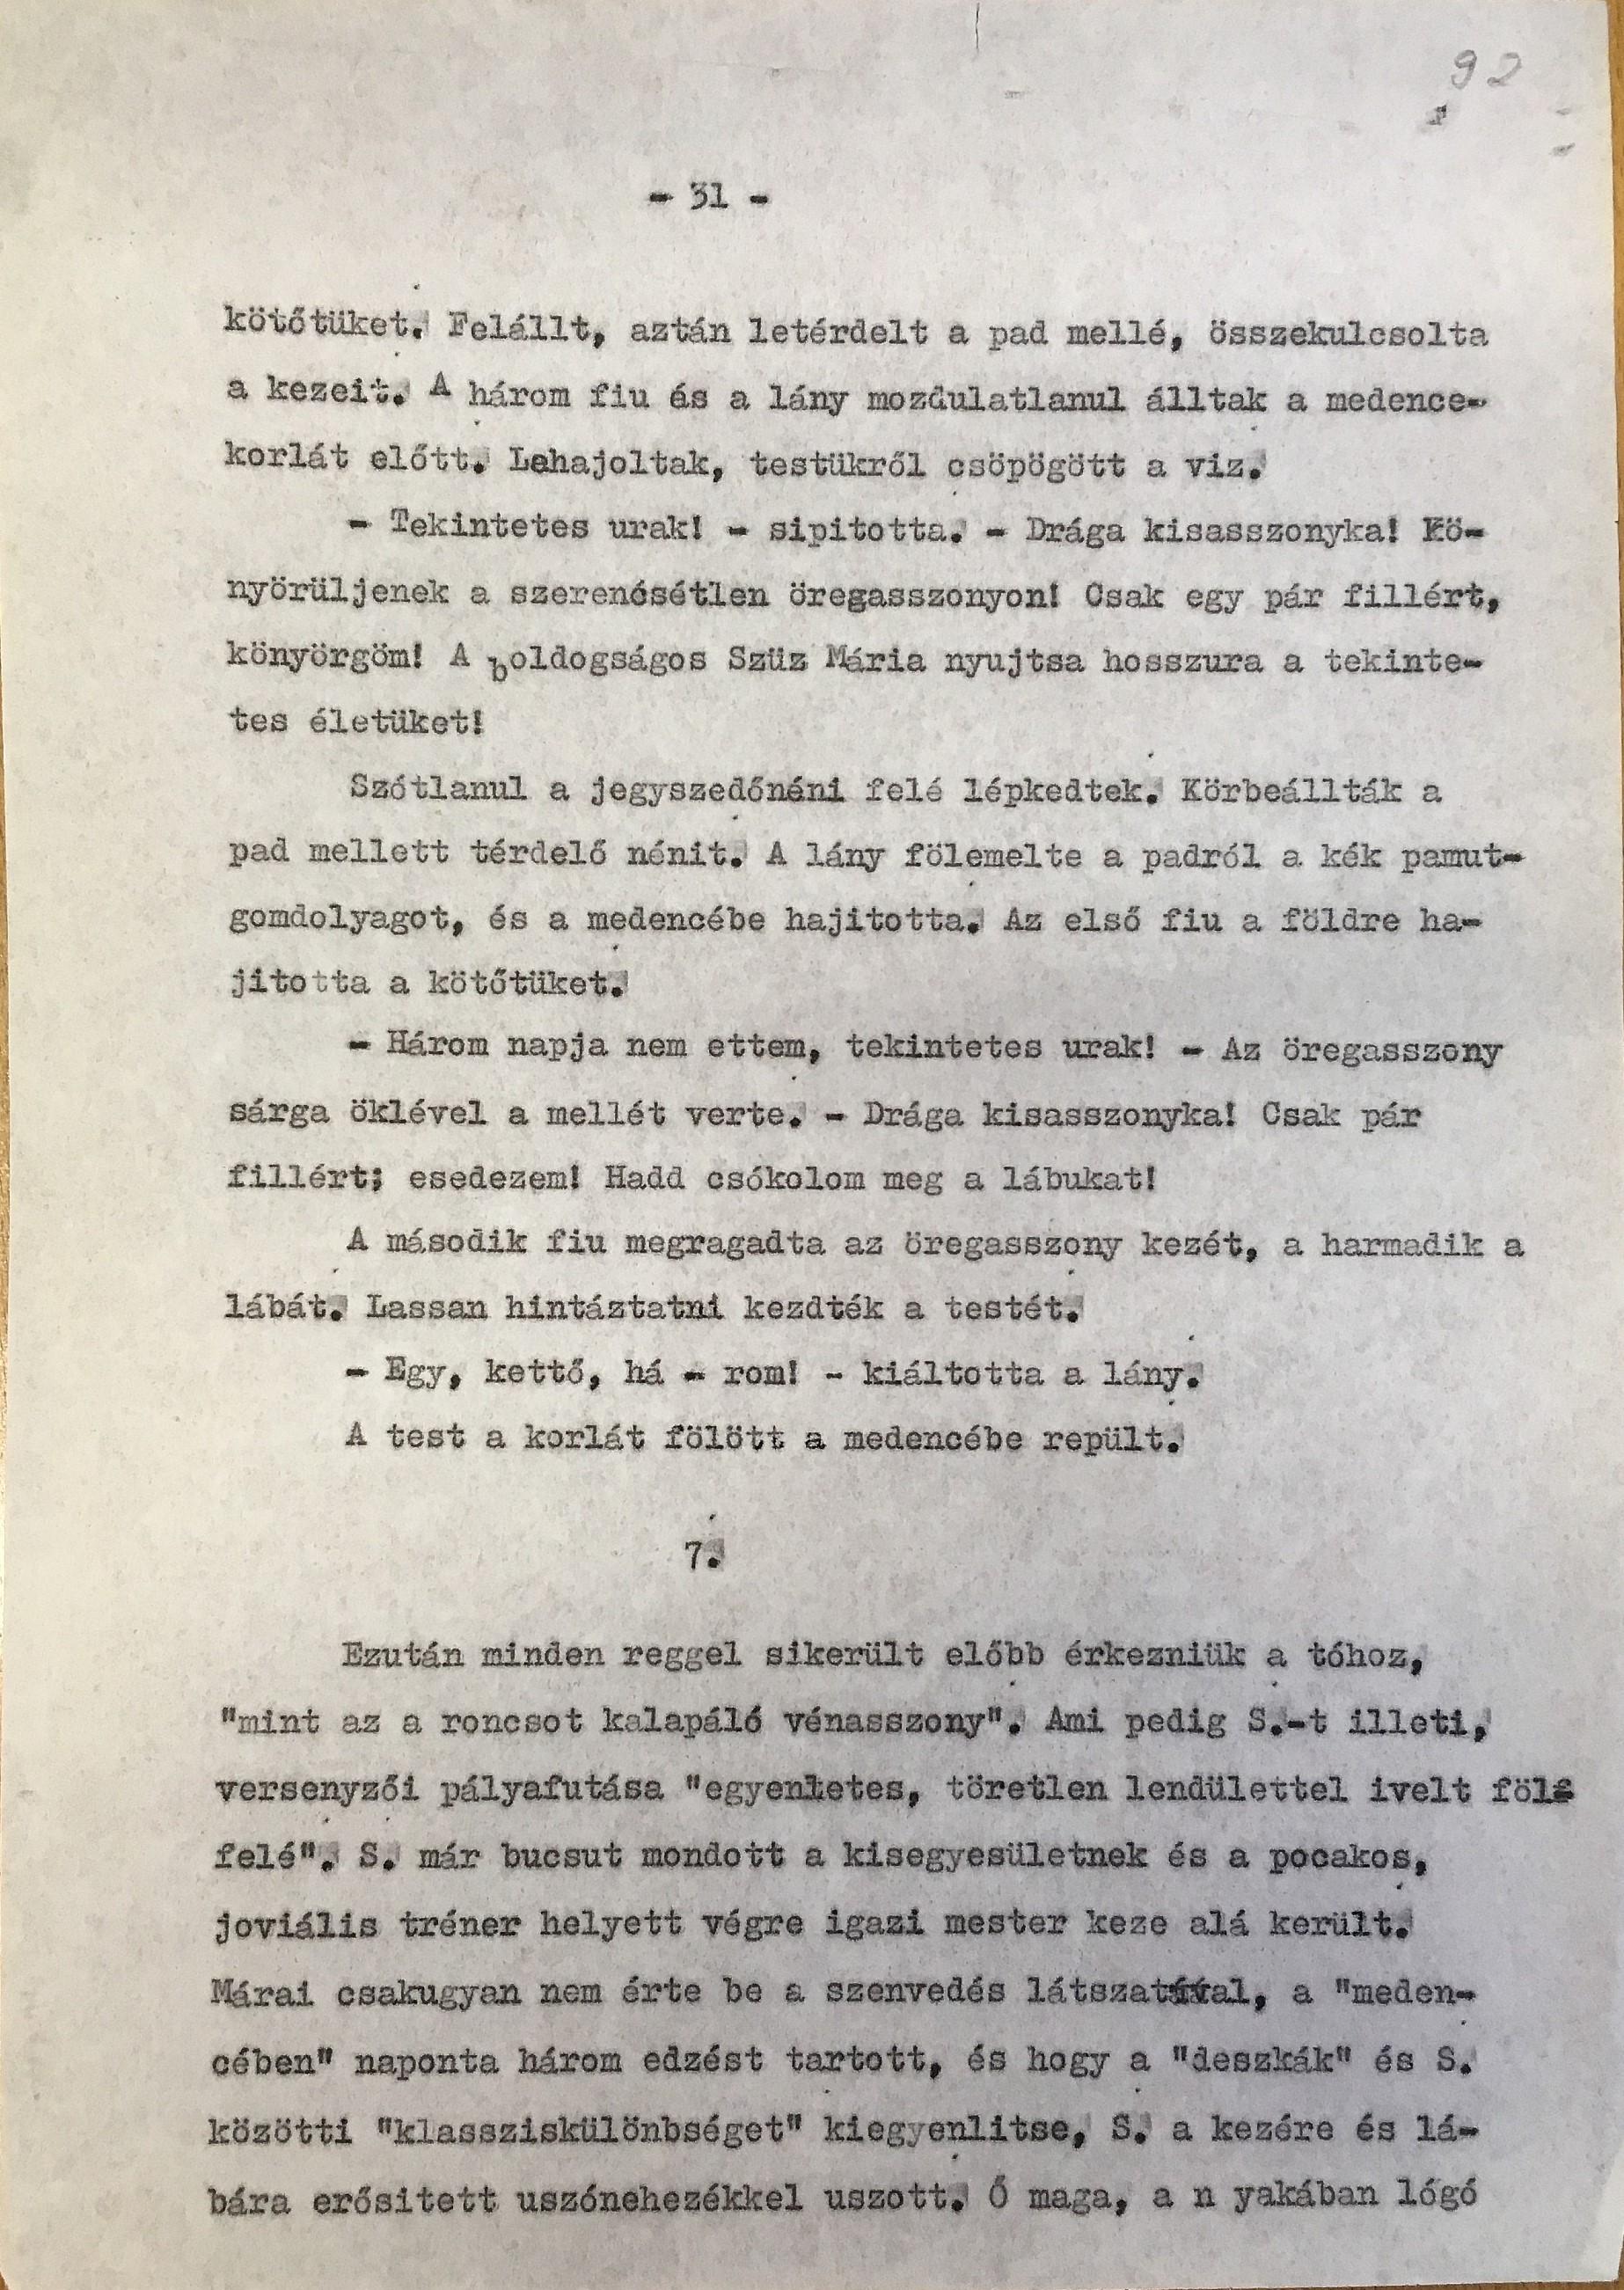 92
- 31 -
kötőtüket. Felállt, aztán letérdelt a pad mellé, összekulcsolta
a kezeit. A három fiu és a lány mozdulatlanul álltak a medence-
korlát előtt. Lehajoltak, testükről csöpögött a viz.
- Tekintetes urak! - sipitotta. - Drága kisasszonyka! Kö-
nyörüljenek a szerencsétlen öregasszonyon! Csak egy pár fillért,
könyörgöm! A boldogságos Szüz Mária nyujtsa hosszura a tekinte-
tes életüket!
Szótlanul a jegyszedőnéni felé lépkedtek. Körbeállták a
pad mellett térdelő nénit. A lány fölemelte a padról a kék pamut-
gomdolyagot, és a medencébe hajitotta. Az első fiu a földre ha-
jitotta a kötőtüket.
- Három napja nem ettem, tekintetes urak! - Az öregasszony
sárga öklével a mellét verte. - Drága kisasszonyka! Csak pár
fillért; esedezem! Hadd csókolom meg a lábukat!
A második fiu megragadta az öregasszony kezét, a harmadik a
lábát. Lassan hintáztatni kezdték a testét.
- Egy, kettő, há - rom! - kiáltotta a lány.
A test a korlát fölött a medencébe repült.
7.
Ezután minden reggel sikerült előbb érkezniük a tóhoz,
"mint az a roncsot kalapáló vénasszony". Ami pedig S.-t illeti,
versenyzői pályafutása "egyenletes, töretlen lendülettel ivelt föl
felé". S. már bucsut mondott a kisegyesületnek és a pocakos,
joviális tréner helyett végre igazi mester keze alá került.
Márai csakugyan nem érte be a szenvedés látszatával, a "meden-
cében" naponta három edzést tartott, és hogy a "deszkák" és S.
közötti "klassziskülönbséget" kiegyenlitse, S. a kezére és lá-
bára erősitett uszónehezékkel uszott. Ő maga, a n yakában lógó